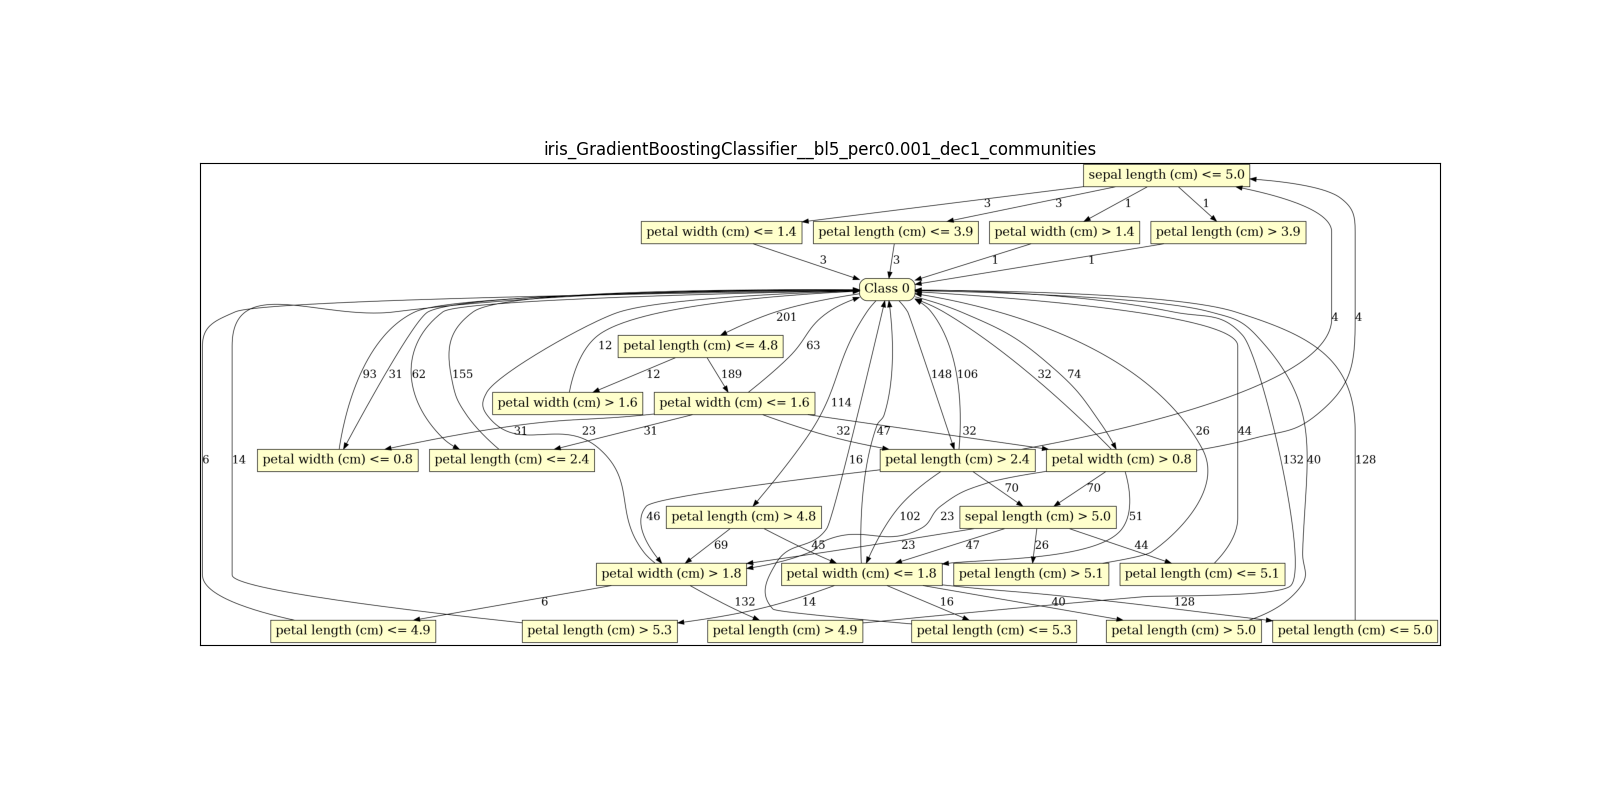 iris_GradientBoostingClassifier__bl5_perc0.001_dec1_communities
sepal length (cm) <= 5.0
3 3 1 1
petal width (cm) <= 1.4 petal length (cm) <= 3.9 petal width (cm) > 1.4 petal length (cm) > 3.9
3 3 1 1
Class 0
201 4 4
petal length (cm) <= 4.8
12 63
93 31 62 155 12 189 114 148 106 32 74
petal width (cm) > 1.6 petal width (cm) <= 1.6
31 23 31 32 47 32 26 44
petal width (cm) <= 0.8 petal length (cm) <= 2.4 petal length (cm) > 2.4 petal width (cm) > 0.8
6 14 16 132 40 128
70 70
petal length (cm) > 4.8 sepal length (cm) > 5.0
46 102 23 51
69 45 23 47 26 44
petal width (cm) > 1.8 petal width (cm) <= 1.8 petal length (cm) > 5.1 petal length (cm) <= 5.1
6 132 14 16 40 128
petal length (cm) <= 4.9 petal length (cm) > 5.3 petal length (cm) > 4.9 petal length (cm) <= 5.3 petal length (cm) > 5.0 petal length (cm) <= 5.0